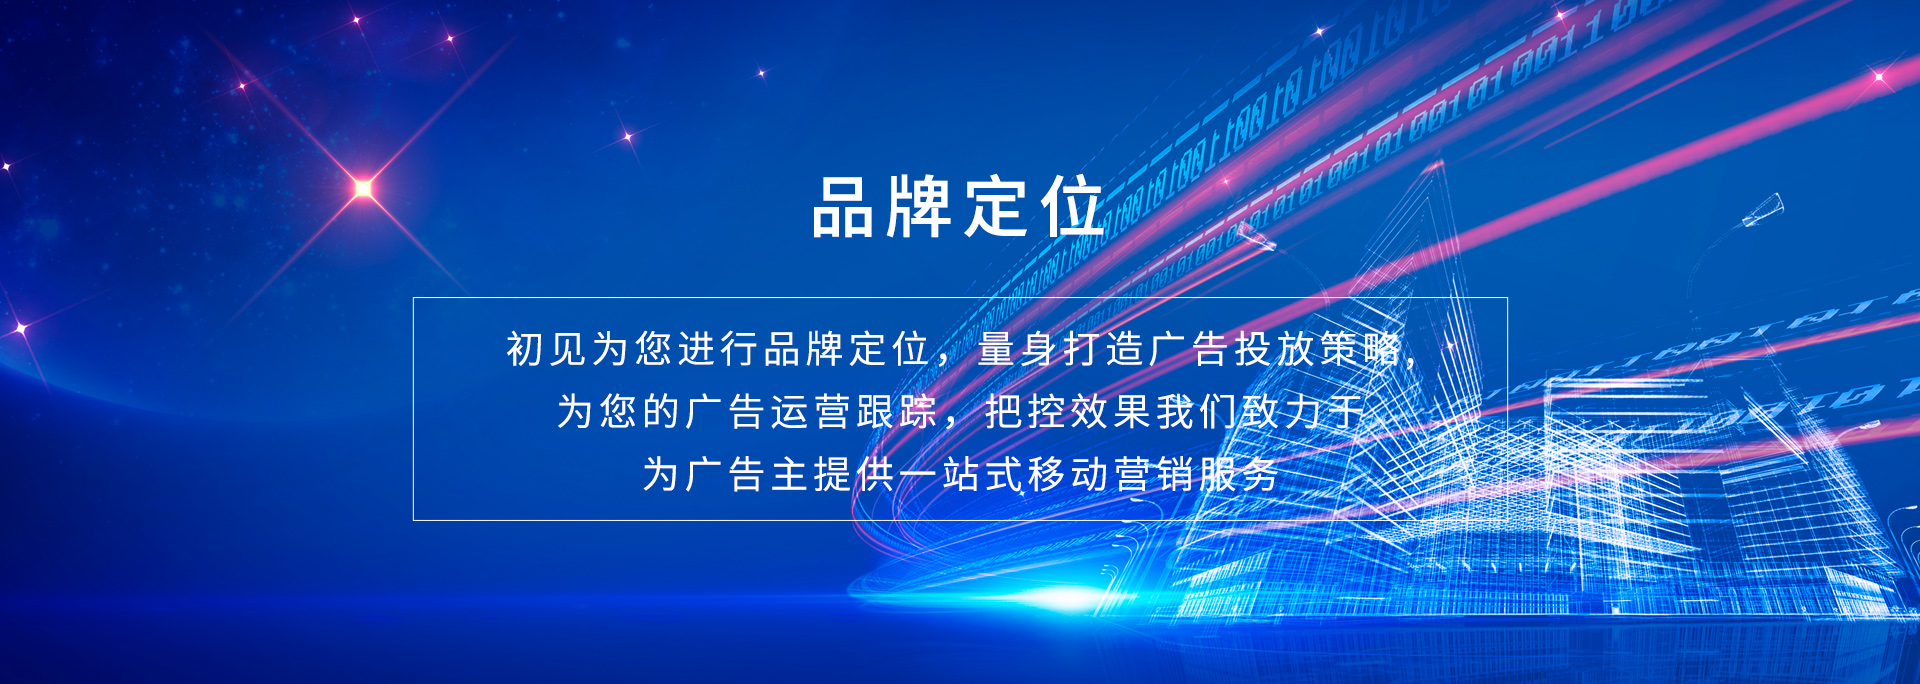 品牌定位
初见为您进行品牌定位，量身打造广告投放策略，
为您的广告运营跟踪，把控效果我们致力于
为广告主提供一站式移动营销服务